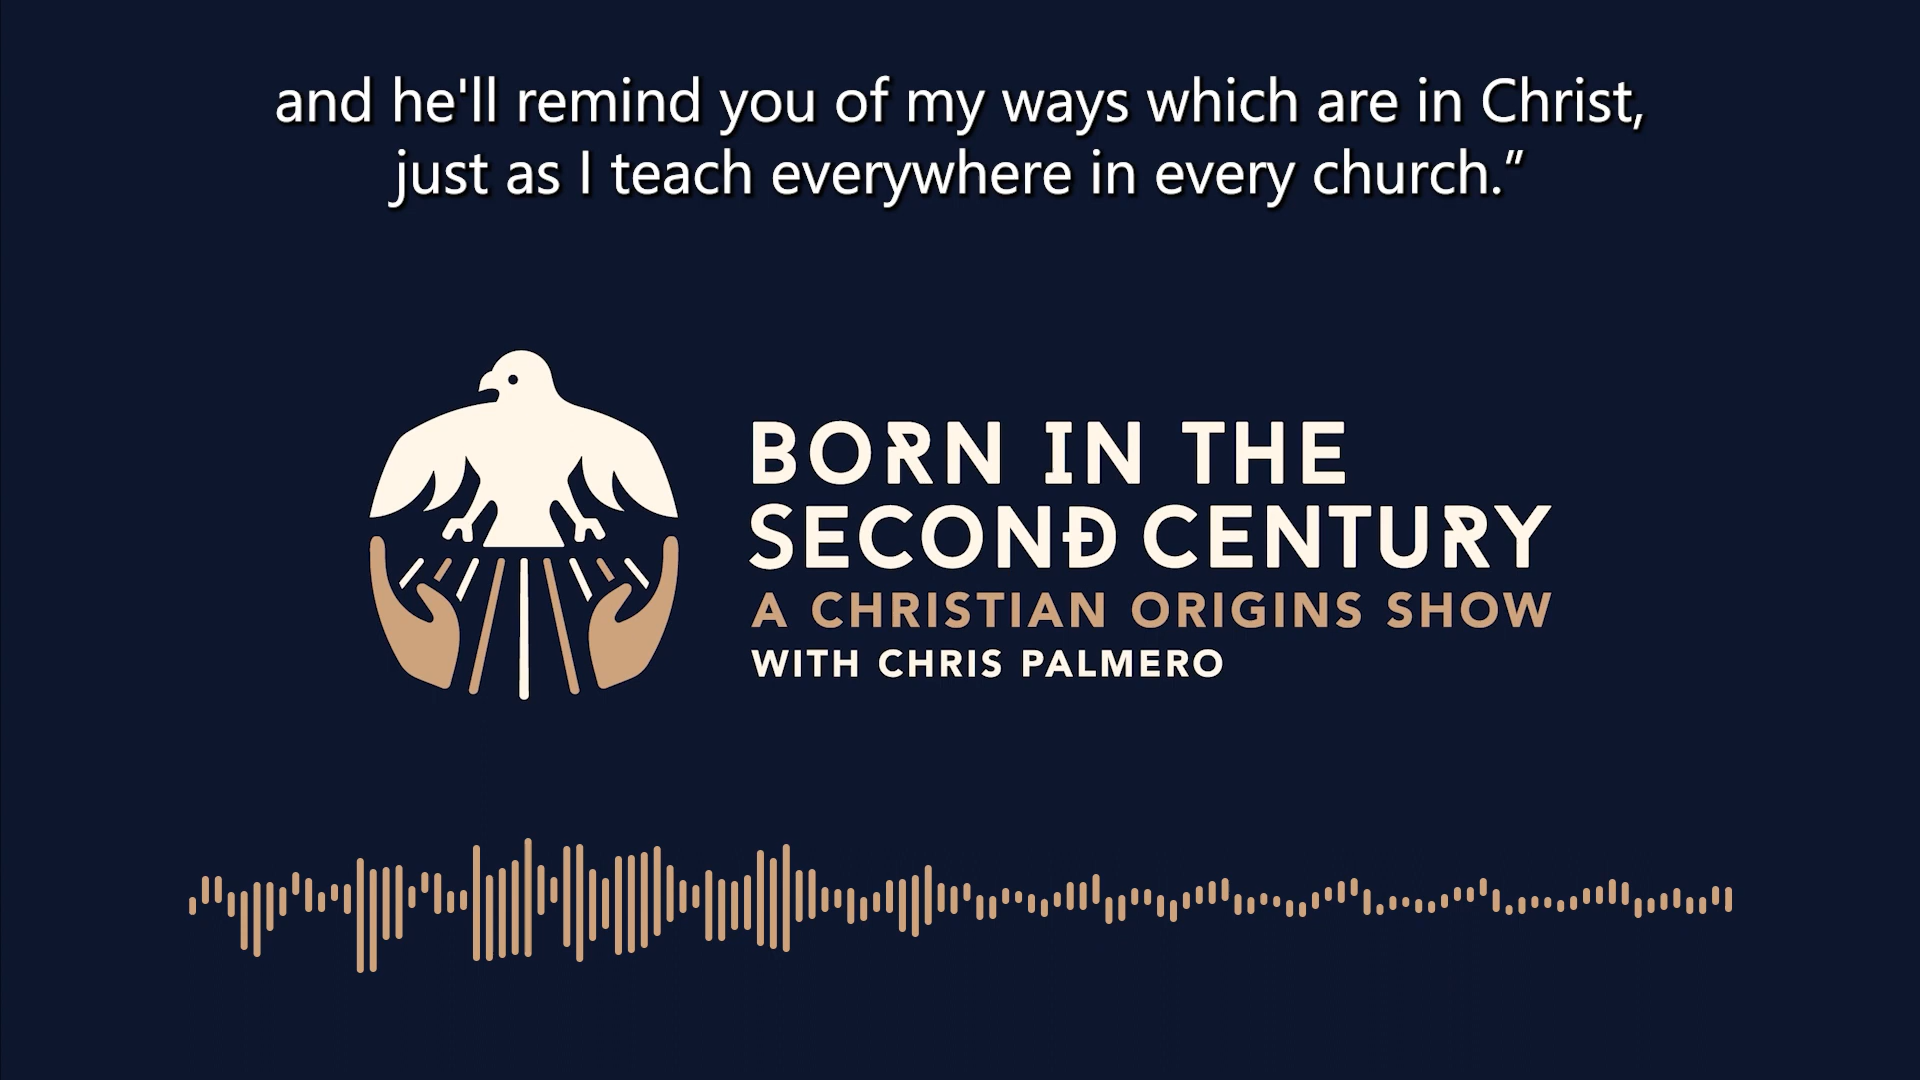 and he'll remind you of my ways which are in Christ,
just as I teach everywhere in every church.”
BORN IN THE
SECOND CENTURY
A CHRISTIAN ORIGINS SHOW
WITH CHRIS PALMERO